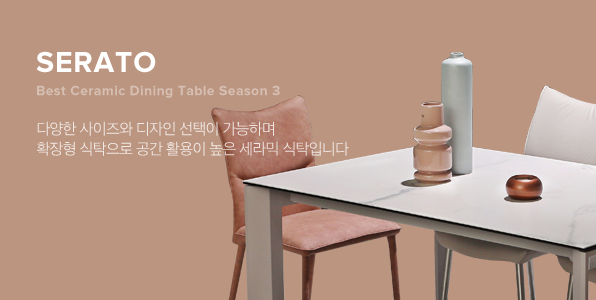 SERATO
Best Ceramic Dining Table Season 3
다양한 사이즈와 디자인 선택이 가능하며
확장형 식탁으로 공간 활용이 높은 세라믹 식탁입니다